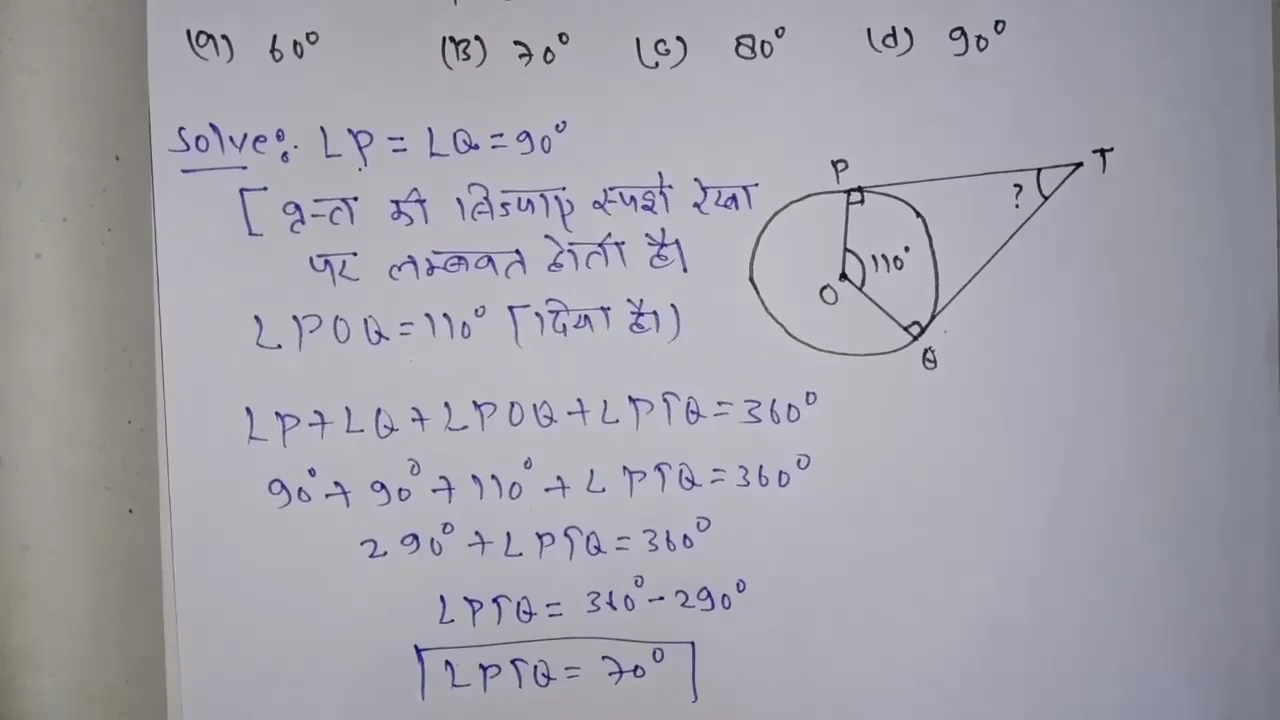 (a) 60° (B) 70° (c) 80° (d) 90°
Solve:- ∠P = ∠Q = 90°
[वृन्त की त्रिज्याए स्पर्श रेखा
पर लम्बवत होती है।
∠POQ = 110° [दिया है।)
∠P + ∠Q + ∠POQ + ∠PTQ = 360°
90° + 90° + 110° + ∠PTQ = 360°
290° + ∠PTQ = 360°
∠PTQ = 360° - 290°
∠PTQ = 70°
P
T
?
110°
O
Q